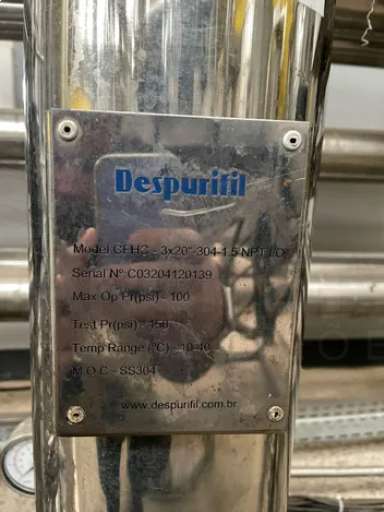 Despurifil
Model CFHC - 3x20"-304-1.5 NPT I/O
Serial Nº C03204120139
Max Op Pr(psi) - 100
Test Pr(psi) - 150
Temp Range (°C) - 10-40
M.O.C - SS304
www.despurifil.com.br